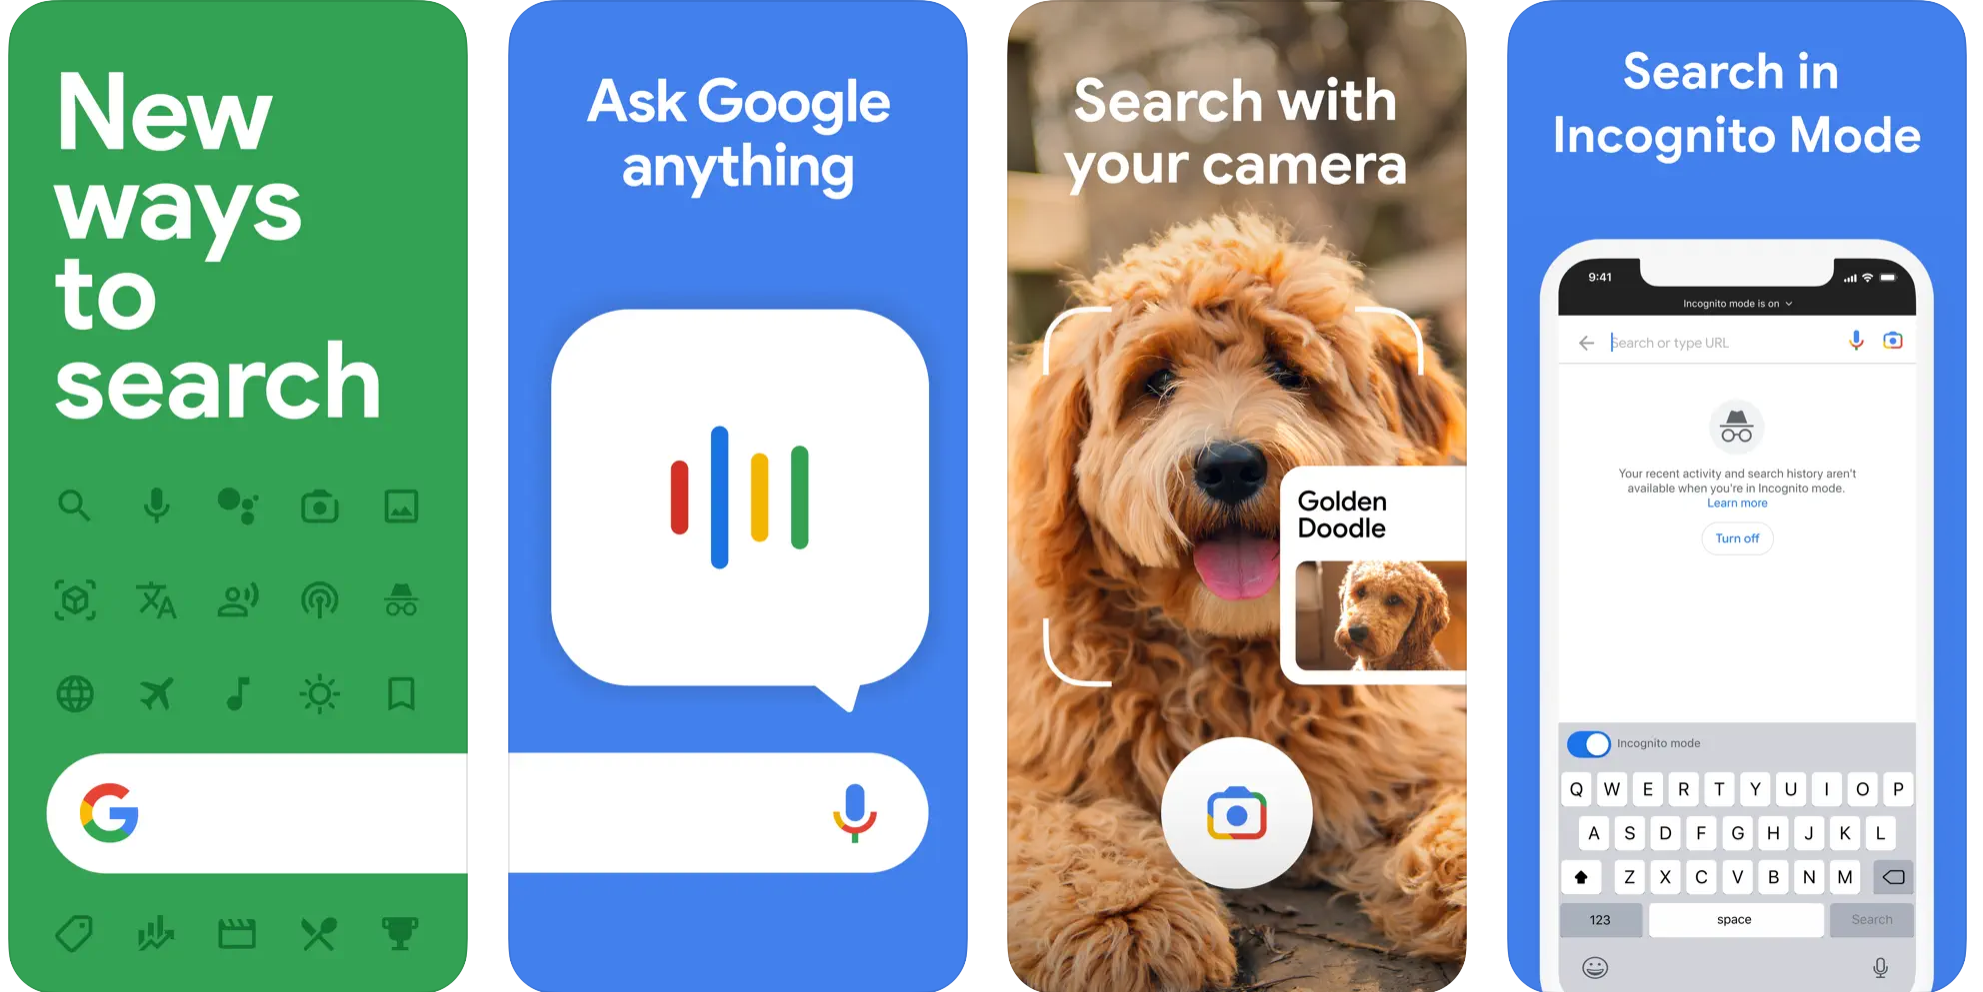 New
ways
to
search
Ask Google
anything
Search with
your camera
Golden
Doodle
Search in
Incognito Mode
9:41
Incognito mode is on
Search or type URL
Your recent activity and search history aren't
available when you're in Incognito mode.
Learn more
Turn off
Incognito mode
Q W E R T Y U I O P
A S D F G H J K L
Z X C V B N M
123 space Search